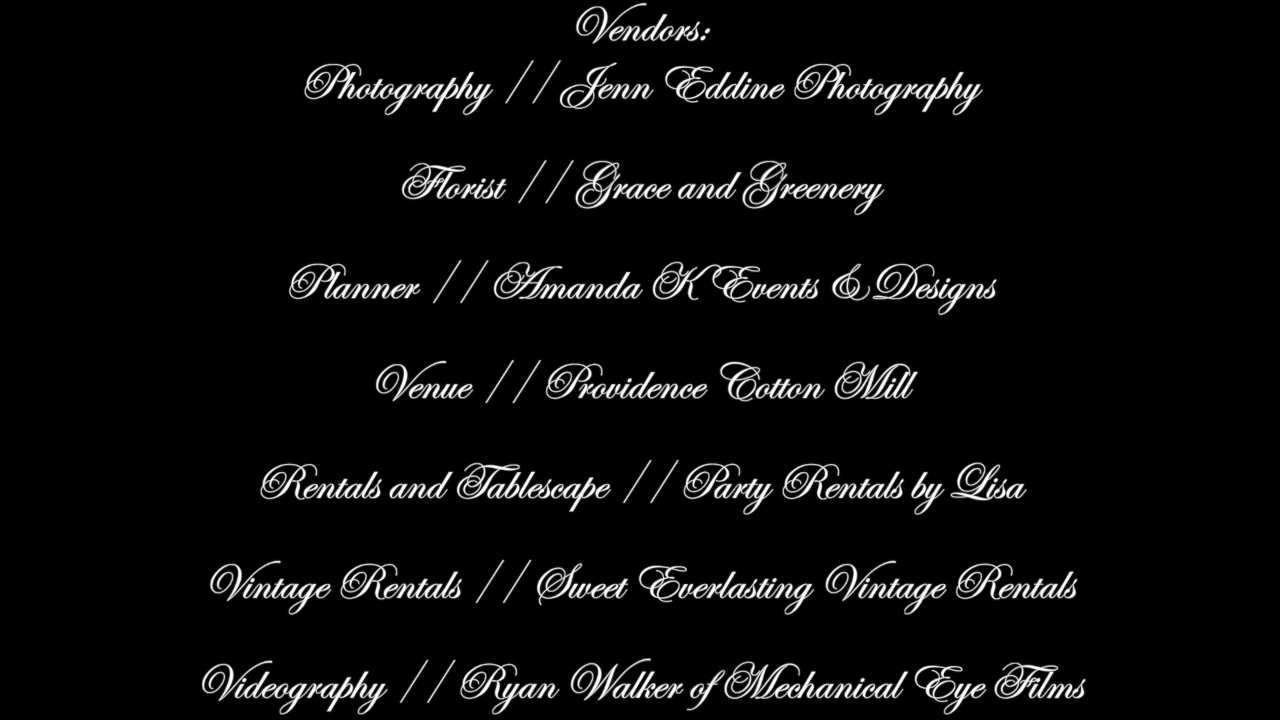 Vendors:
Photography // Jenn Eddine Photography
Florist // Grace and Greenery
Planner // Amanda K Events & Designs
Venue // Providence Cotton Mill
Rentals and Tablescape // Party Rentals by Lisa
Vintage Rentals // Sweet Everlasting Vintage Rentals
Videography // Ryan Walker of Mechanical Eye Films